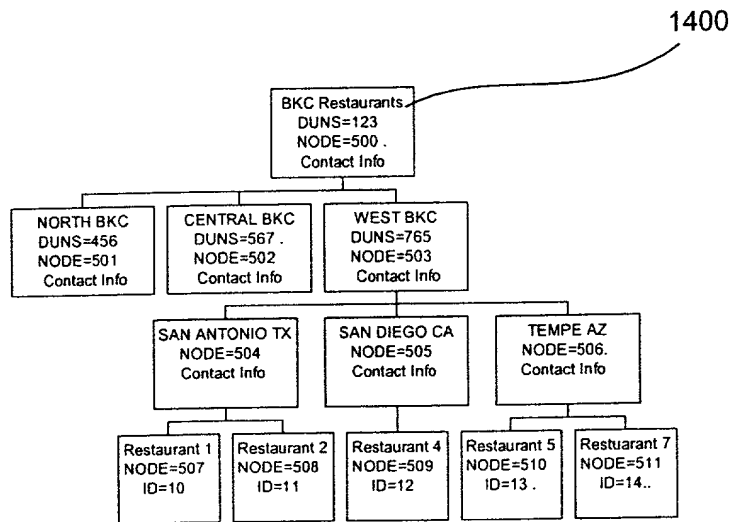 1400
BKC Restaurants
DUNS=123
NODE=500 .
Contact Info
NORTH BKC
DUNS=456
NODE=501
Contact Info
CENTRAL BKC
DUNS=567 .
NODE=502
Contact Info
WEST BKC
DUNS=765
NODE=503
Contact Info
SAN ANTONIO TX
NODE=504
Contact Info
SAN DIEGO CA
NODE=505
Contact Info
TEMPE AZ
NODE=506.
Contact Info
Restaurant 1
NODE=507
ID=10
Restaurant 2
NODE=508
ID=11
Restaurant 4
NODE=509
ID=12
Restaurant 5
NODE=510
ID=13 .
Restuarant 7
NODE=511
ID=14..